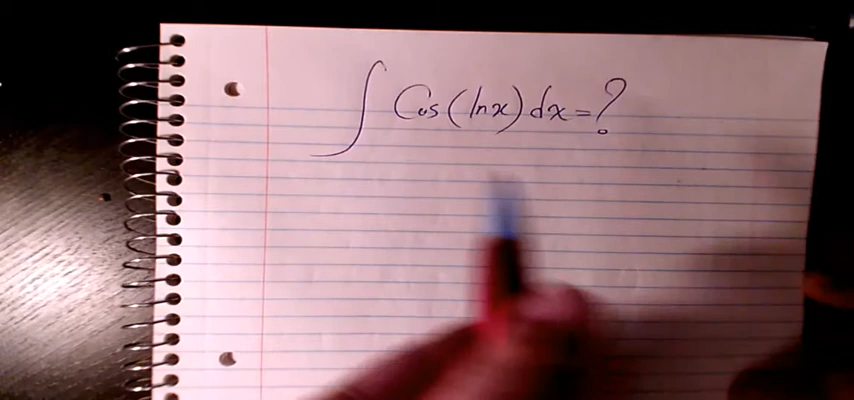 ∫ Cos(lnx) dx = ?